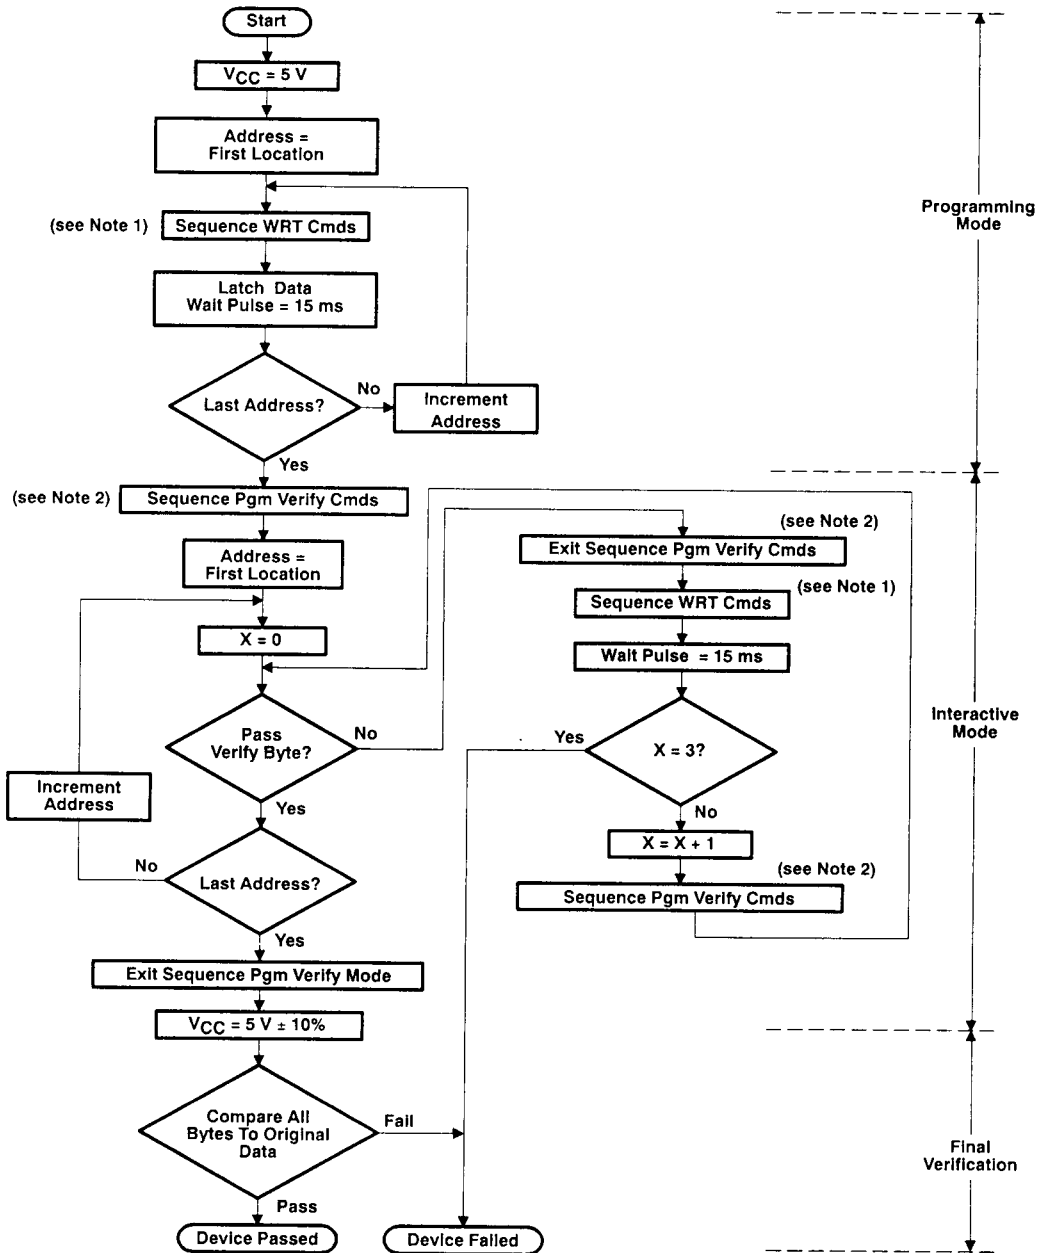 Start
VCC = 5 V
Address =
First Location
(see Note 1)
Sequence WRT Cmds
Latch Data
Wait Pulse = 15 ms
Last Address?
No
Increment
Address
Yes
Programming
Mode
(see Note 2)
Sequence Pgm Verify Cmds
Address =
First Location
X = 0
Pass
Verify Byte?
No
Yes
Increment
Address
Last Address?
No
Yes
Exit Sequence Pgm Verify Mode
(see Note 2)
Exit Sequence Pgm Verify Cmds
(see Note 1)
Sequence WRT Cmds
Wait Pulse = 15 ms
X = 3?
Yes
No
X = X + 1
(see Note 2)
Sequence Pgm Verify Cmds
Interactive
Mode
VCC = 5 V ± 10%
Compare All
Bytes To Original
Data
Fail
Pass
Device Passed
Device Failed
Final
Verification